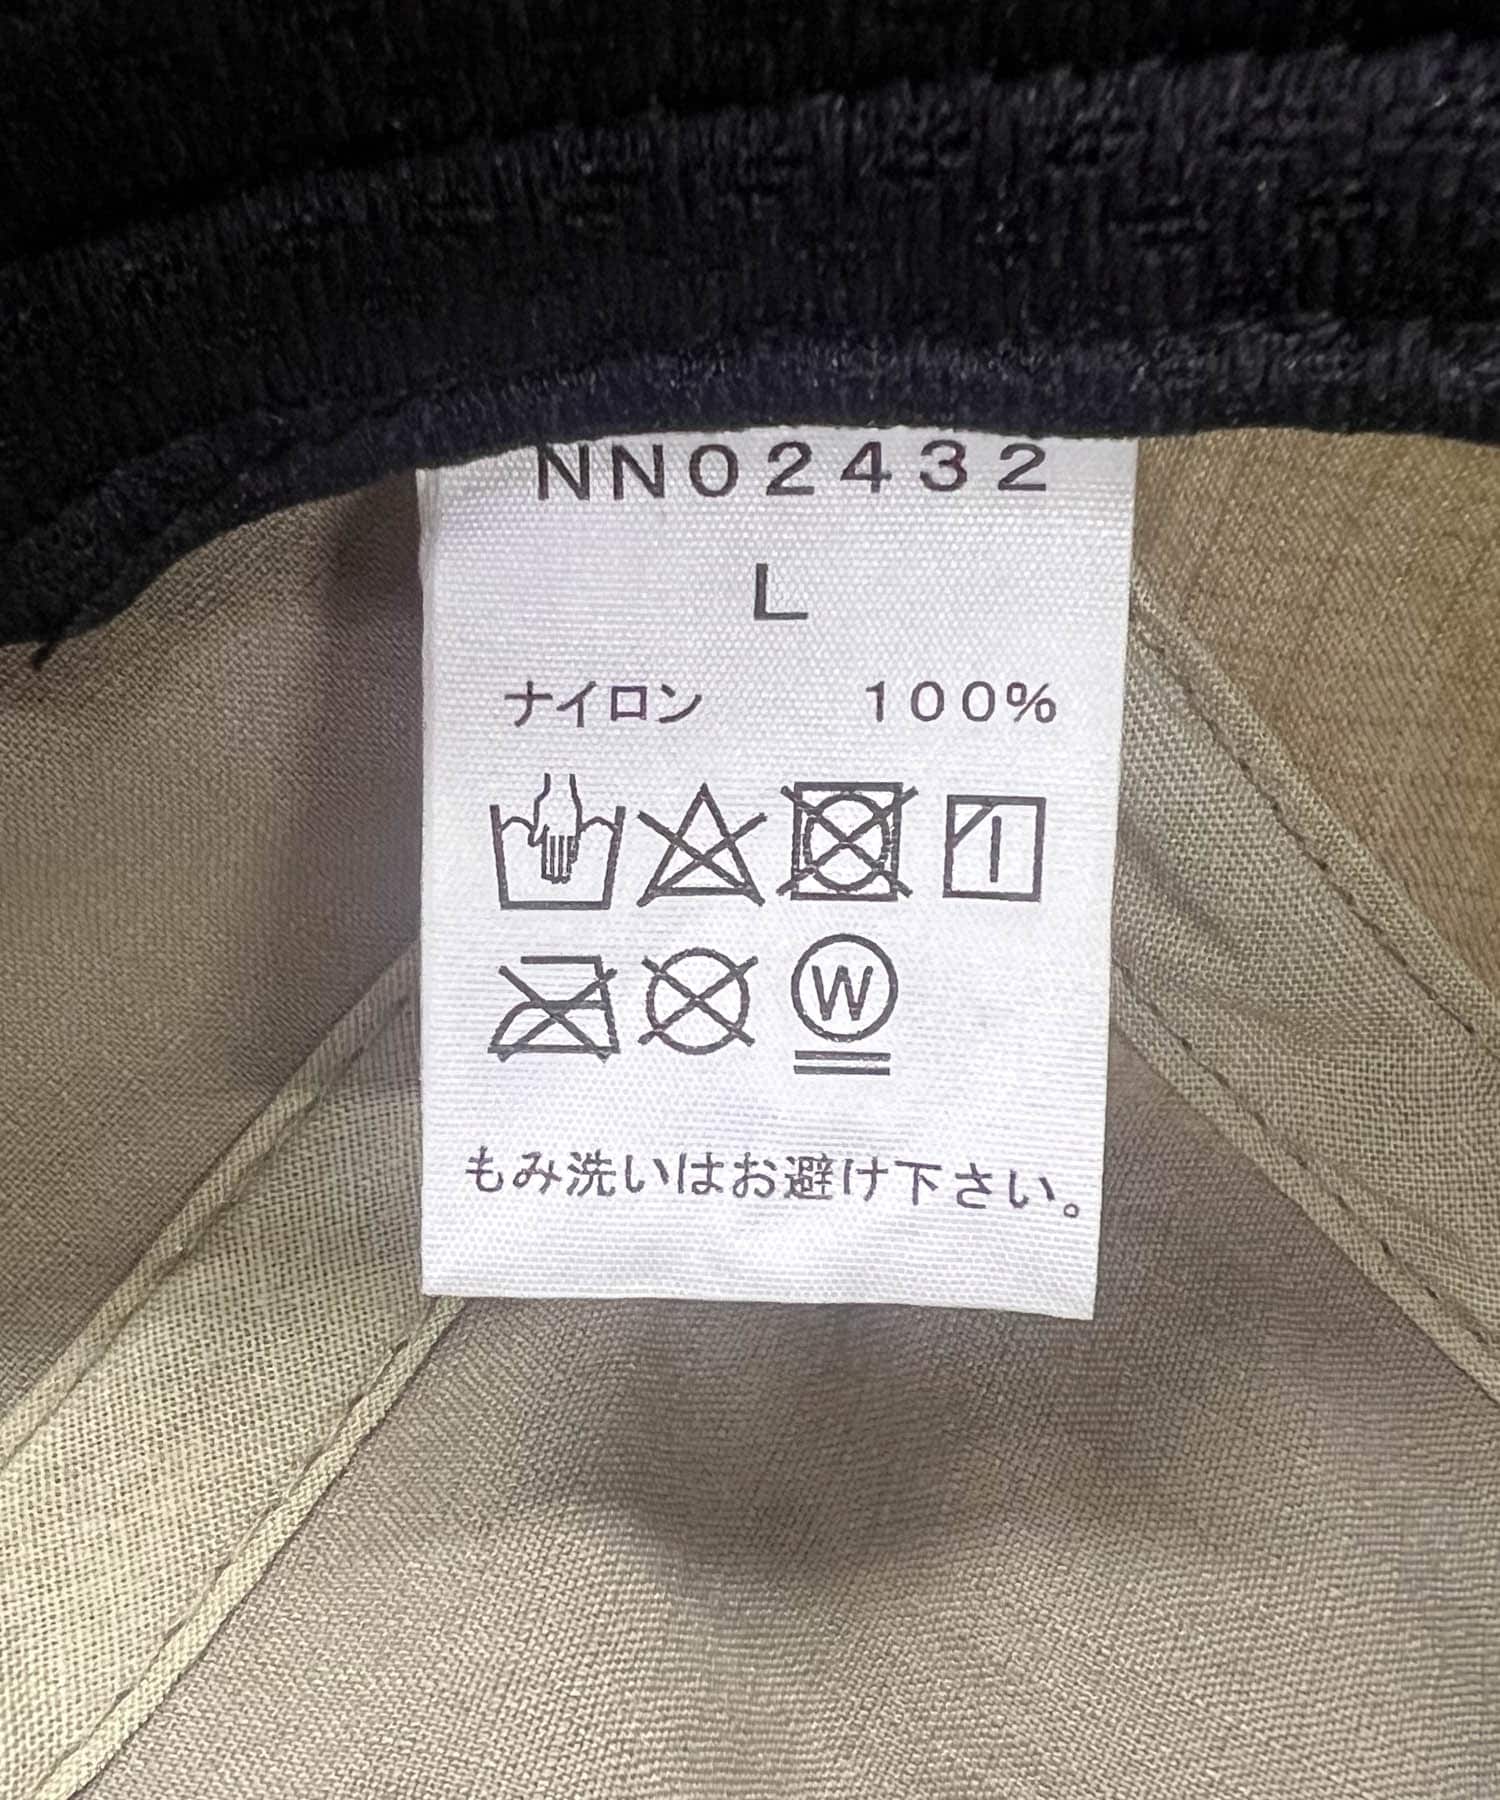 NN02432
L
ナイロン 100%
W
もみ洗いはお避け下さい。